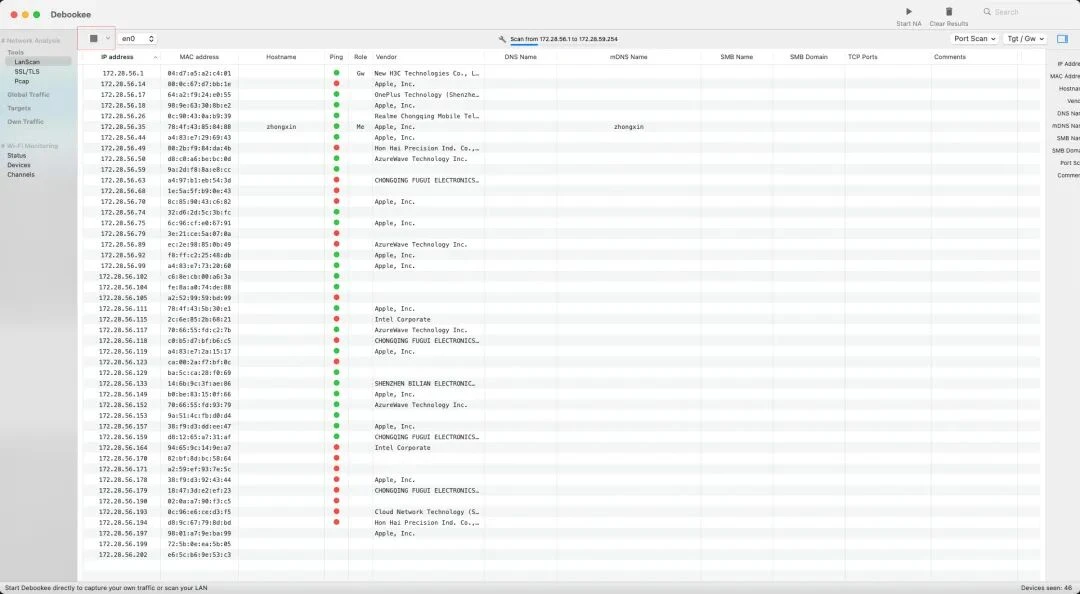 Debookee
Start NA
Clear Results
Search
Network Analysis
Tools
LanScan
SSL/TLS
Pcap
Global Traffic
Targets
Own Traffic
Wi-Fi Monitoring
Status
Devices
Channels
en0
Scan from 172.28.56.1 to 172.28.59.254
Port Scan
Tgt / Gw
IP address MAC address Hostname Ping Role Vendor DNS Name mDNS Name SMB Name SMB Domain TCP Ports Comments
172.28.56.1 04:d7:a5:a2:c4:01 Gw New H3C Technologies Co., L…
172.28.56.14 80:0c:67:d7:bb:1e Apple, Inc.
172.28.56.17 64:a2:f9:24:e0:55 OnePlus Technology (Shenzhe…
172.28.56.18 98:9e:63:30:8b:e2 Apple, Inc.
172.28.56.26 0c:90:43:0a:b9:39 Realme Chongqing Mobile Tel…
172.28.56.35 78:4f:43:85:84:88 zhongxin Me Apple, Inc. zhongxin
172.28.56.44 a4:83:e7:29:69:43 Apple, Inc.
172.28.56.49 80:2b:f9:84:da:4b Hon Hai Precision Ind. Co.,…
172.28.56.50 d8:c0:a6:be:bc:0d AzureWave Technology Inc.
172.28.56.59 9a:2d:f8:8a:e8:cc
172.28.56.63 a4:97:b1:eb:54:3d CHONGQING FUGUI ELECTRONICS…
172.28.56.68 1e:5a:5f:b9:0e:43
172.28.56.70 8c:85:90:43:c6:82 Apple, Inc.
172.28.56.74 32:d6:2d:5c:3b:fc
172.28.56.75 6c:96:cf:e0:67:91 Apple, Inc.
172.28.56.79 3e:21:ce:5a:07:0a
172.28.56.89 ec:2e:98:85:0b:49 AzureWave Technology Inc.
172.28.56.92 f8:ff:c2:25:48:db Apple, Inc.
172.28.56.99 a4:83:e7:73:20:60 Apple, Inc.
172.28.56.102 c6:8e:cb:00:a6:3a
172.28.56.104 fe:8a:a0:74:de:88
172.28.56.105 a2:52:99:59:bd:99
172.28.56.111 78:4f:43:5b:30:e1 Apple, Inc.
172.28.56.115 2c:6e:85:2b:68:21 Intel Corporate
172.28.56.117 70:66:55:fd:c2:7b AzureWave Technology Inc.
172.28.56.118 c0:b5:d7:bf:b6:c5 CHONGQING FUGUI ELECTRONICS…
172.28.56.119 a4:83:e7:2a:15:17 Apple, Inc.
172.28.56.123 ca:00:2a:f7:bf:0c
172.28.56.129 ba:5c:ca:28:f0:69
172.28.56.133 14:6b:9c:3f:ae:86 SHENZHEN BILIAN ELECTRONIC…
172.28.56.149 b0:be:83:15:0f:66 Apple, Inc.
172.28.56.152 70:66:55:fd:93:79 AzureWave Technology Inc.
172.28.56.153 9a:51:4c:fb:d0:d4
172.28.56.157 38:f9:d3:dd:ee:47 Apple, Inc.
172.28.56.159 d8:12:65:a7:31:af CHONGQING FUGUI ELECTRONICS…
172.28.56.164 94:65:9c:14:9e:a7 Intel Corporate
172.28.56.170 82:bf:8d:bc:58:64
172.28.56.171 a2:59:ef:93:7e:5c
172.28.56.178 38:f9:d3:92:43:44 Apple, Inc.
172.28.56.179 18:47:3d:e2:ef:23 CHONGQING FUGUI ELECTRONICS…
172.28.56.190 02:0a:a7:90:f3:c5
172.28.56.193 0c:96:e6:ce:d3:f5 Cloud Network Technology (S…
172.28.56.194 d8:9c:67:79:8d:bd Hon Hai Precision Ind. Co.,…
172.28.56.197 98:01:a7:9e:ba:99 Apple, Inc.
172.28.56.199 72:5b:0e:ea:5b:05
172.28.56.202 e6:5c:b6:9e:53:c3
IP Addre
MAC Addre
Hostna
Vend
DNS Na
mDNS Na
SMB Na
SMB Doma
Port Sc
Commer
Start Debookee directly to capture your own traffic or scan your LAN
Devices seen: 46